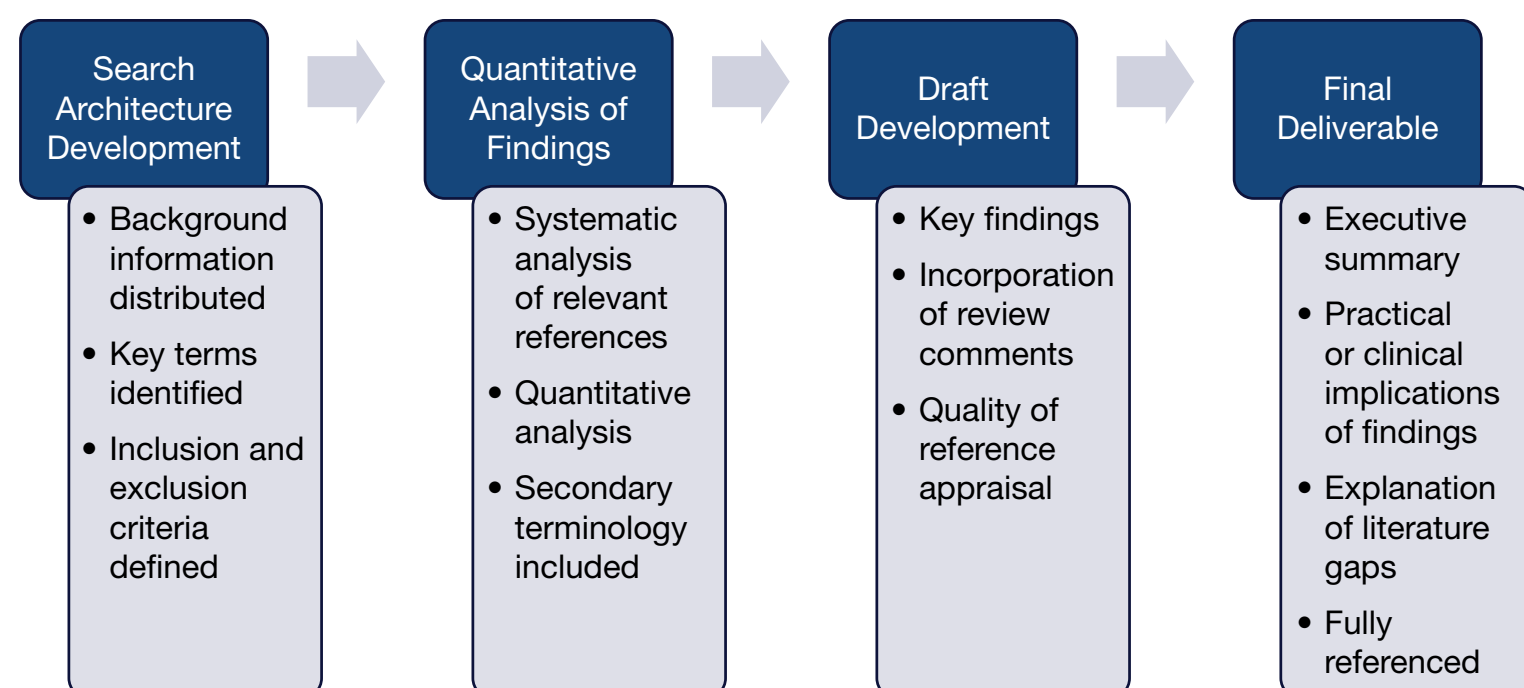 Search
Architecture
Development
• Background
information
distributed
• Key terms
identified
• Inclusion and
exclusion
criteria
defined
Quantitative
Analysis of
Findings
• Systematic
analysis
of relevant
references
• Quantitative
analysis
• Secondary
terminology
included
Draft
Development
• Key findings
• Incorporation
of review
comments
• Quality of
reference
appraisal
Final
Deliverable
• Executive
summary
• Practical
or clinical
implications
of findings
• Explanation
of literature
gaps
• Fully
referenced